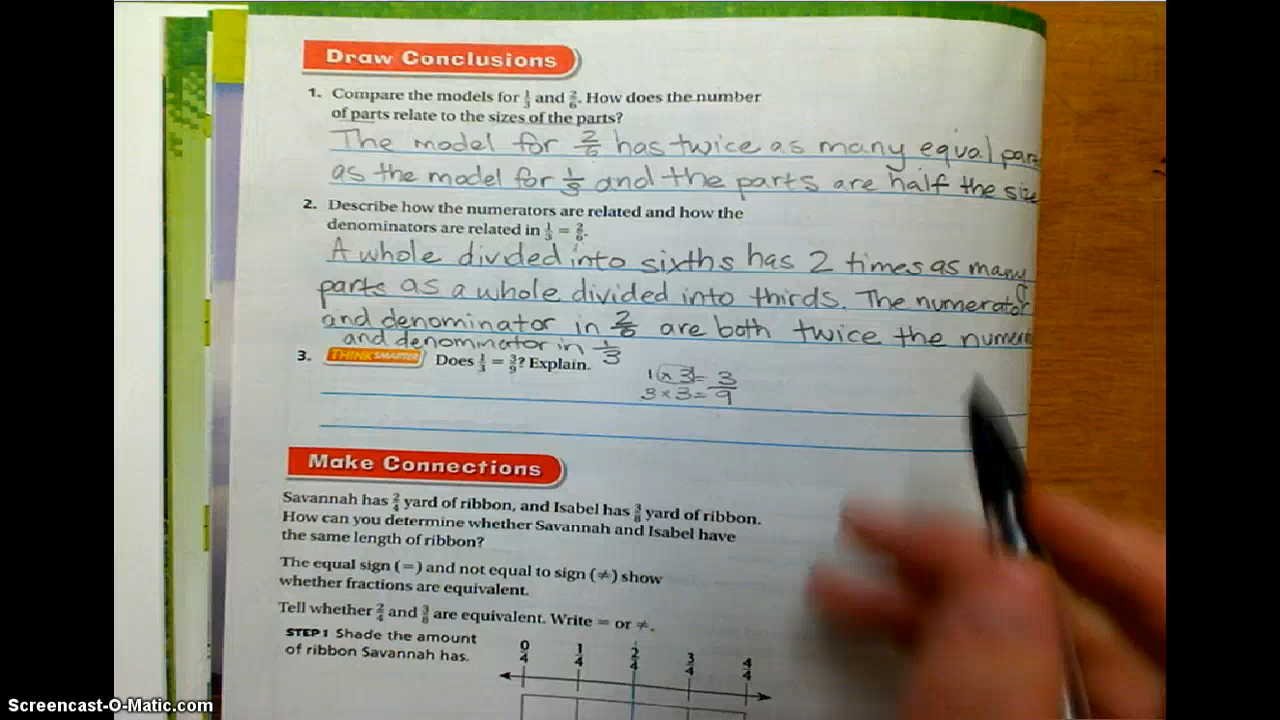 Draw Conclusions
1. Compare the models for 1/3 and 2/6. How does the number
of parts relate to the sizes of the parts?
The model for 2/6 has twice as many equal part
as the model for 1/3 and the parts are half the size
2. Describe how the numerators are related and how the
denominators are related in 1/3 = 2/6.
A whole divided into sixths has 2 times as many
parts as a whole divided into thirds. The numerator
and denominator in 2/6 are both twice the numer
and denominator in 1/3
3. THINK SMARTER Does 1/3 = 3/9? Explain.
1 × 3 = 3
3 × 3 = 9
Make Connections
Savannah has 2/4 yard of ribbon, and Isabel has 3/8 yard of ribbon.
How can you determine whether Savannah and Isabel have
the same length of ribbon?
The equal sign (=) and not equal to sign (≠) show
whether fractions are equivalent.
Tell whether 2/4 and 3/8 are equivalent. Write = or ≠.
STEP 1 Shade the amount
of ribbon Savannah has.
0/4 1/4 2/4 3/4 4/4
Screencast-O-Matic.com